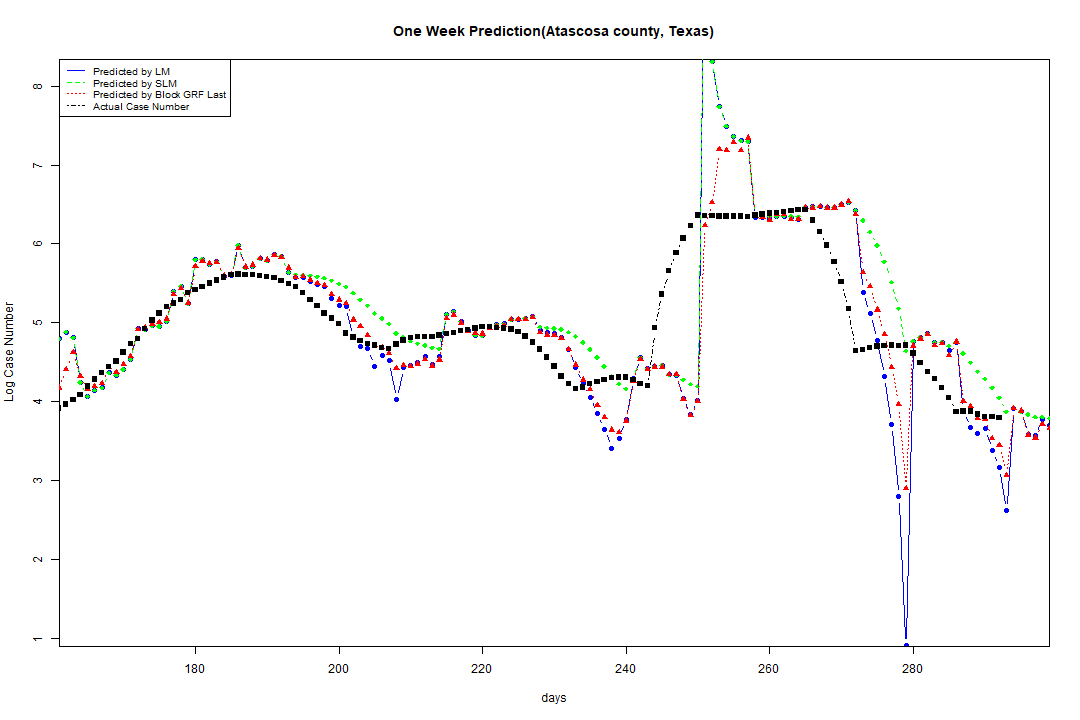 One Week Prediction(Atascosa county, Texas)
Predicted by LM
Predicted by SLM
Predicted by Block GRF Last
Actual Case Number
Log Case Number
8
7
6
5
4
3
2
1
180 200 220 240 260 280
days